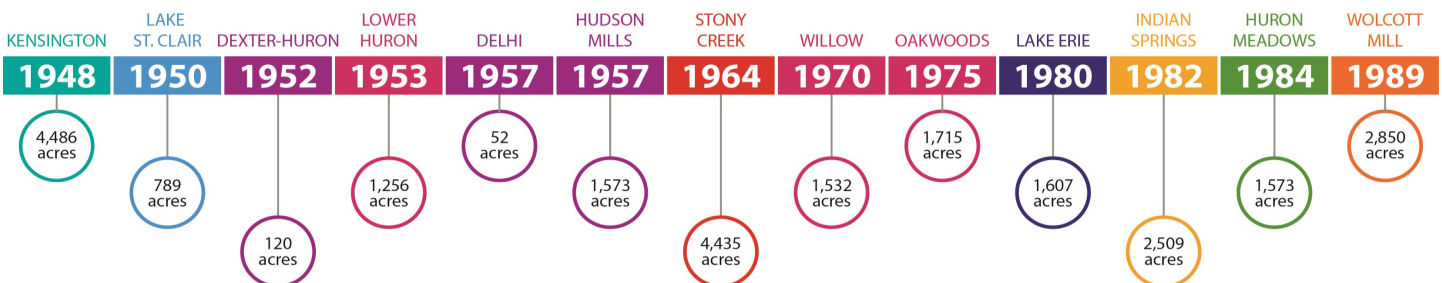 KENSINGTON
1948
4,486
acres
LAKE
ST. CLAIR
1950
789
acres
DEXTER-HURON
1952
120
acres
LOWER
HURON
1953
1,256
acres
DELHI
1957
52
acres
HUDSON
MILLS
1957
1,573
acres
STONY
CREEK
1964
4,435
acres
WILLOW
1970
1,532
acres
OAKWOODS
1975
1,715
acres
LAKE ERIE
1980
1,607
acres
INDIAN
SPRINGS
1982
2,509
acres
HURON
MEADOWS
1984
1,573
acres
WOLCOTT
MILL
1989
2,850
acres